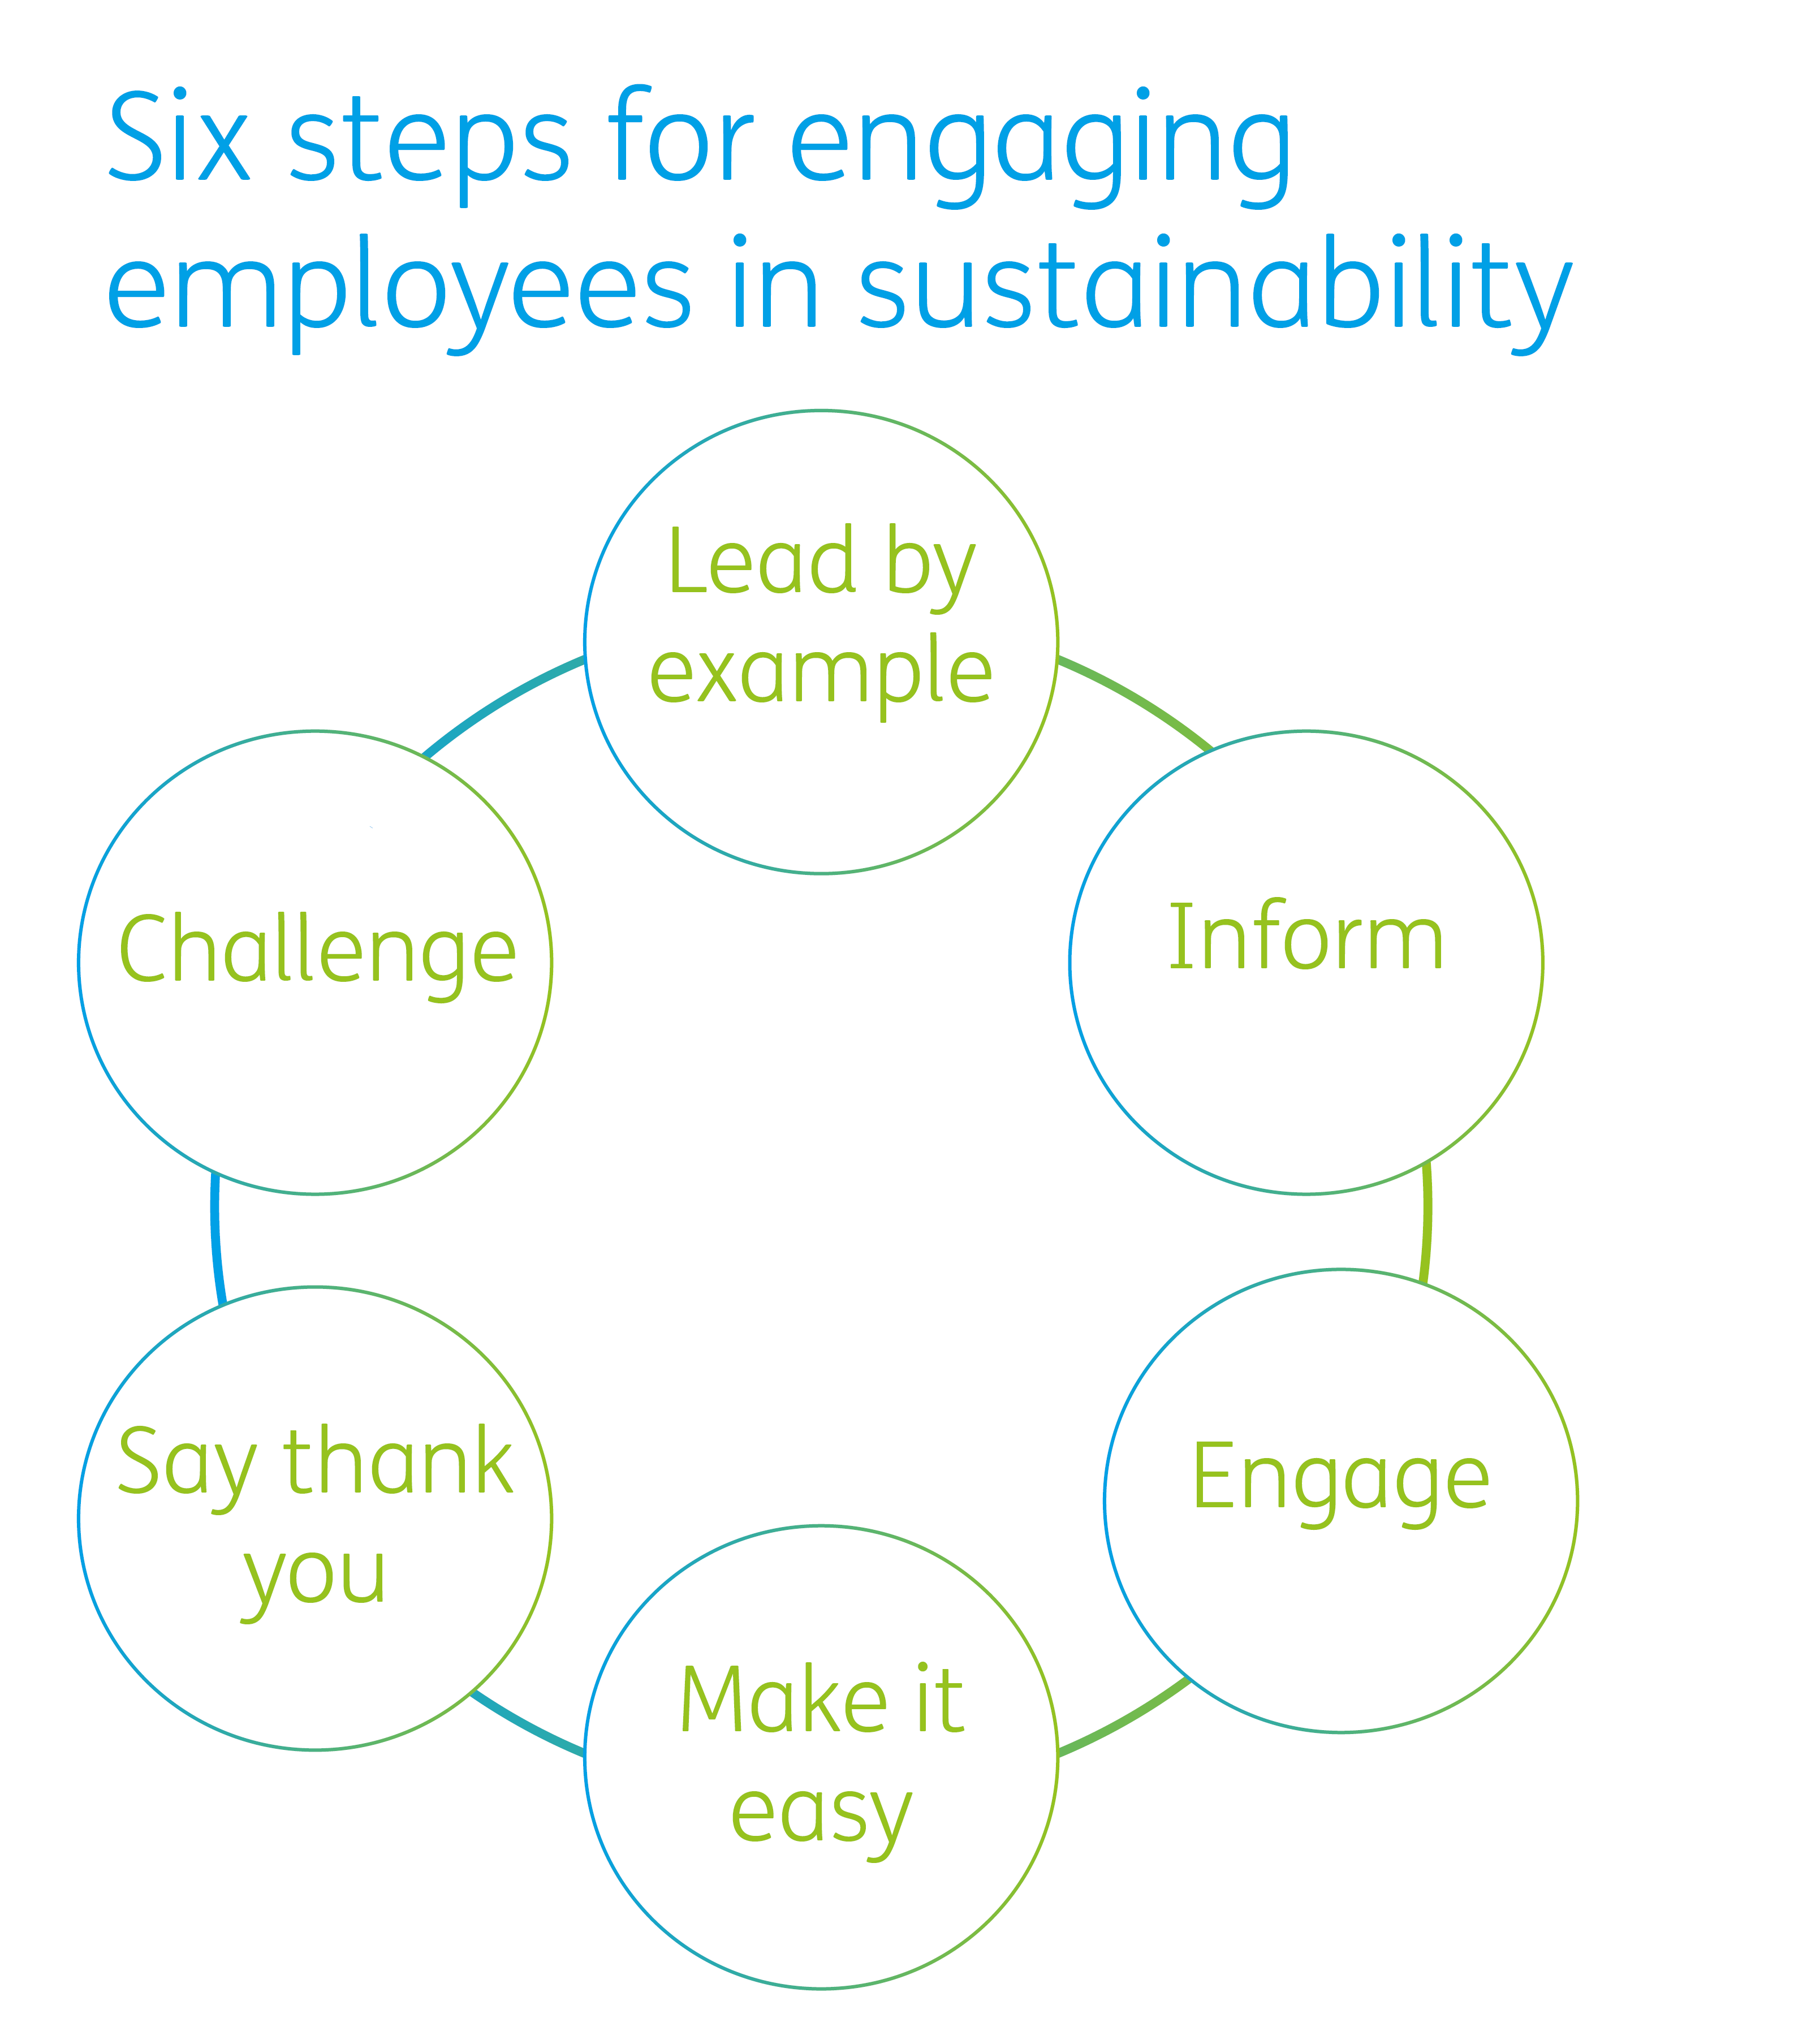 Six steps for engaging
employees in sustainability
Lead by
example
Inform
Engage
Make it
easy
Say thank
you
Challenge